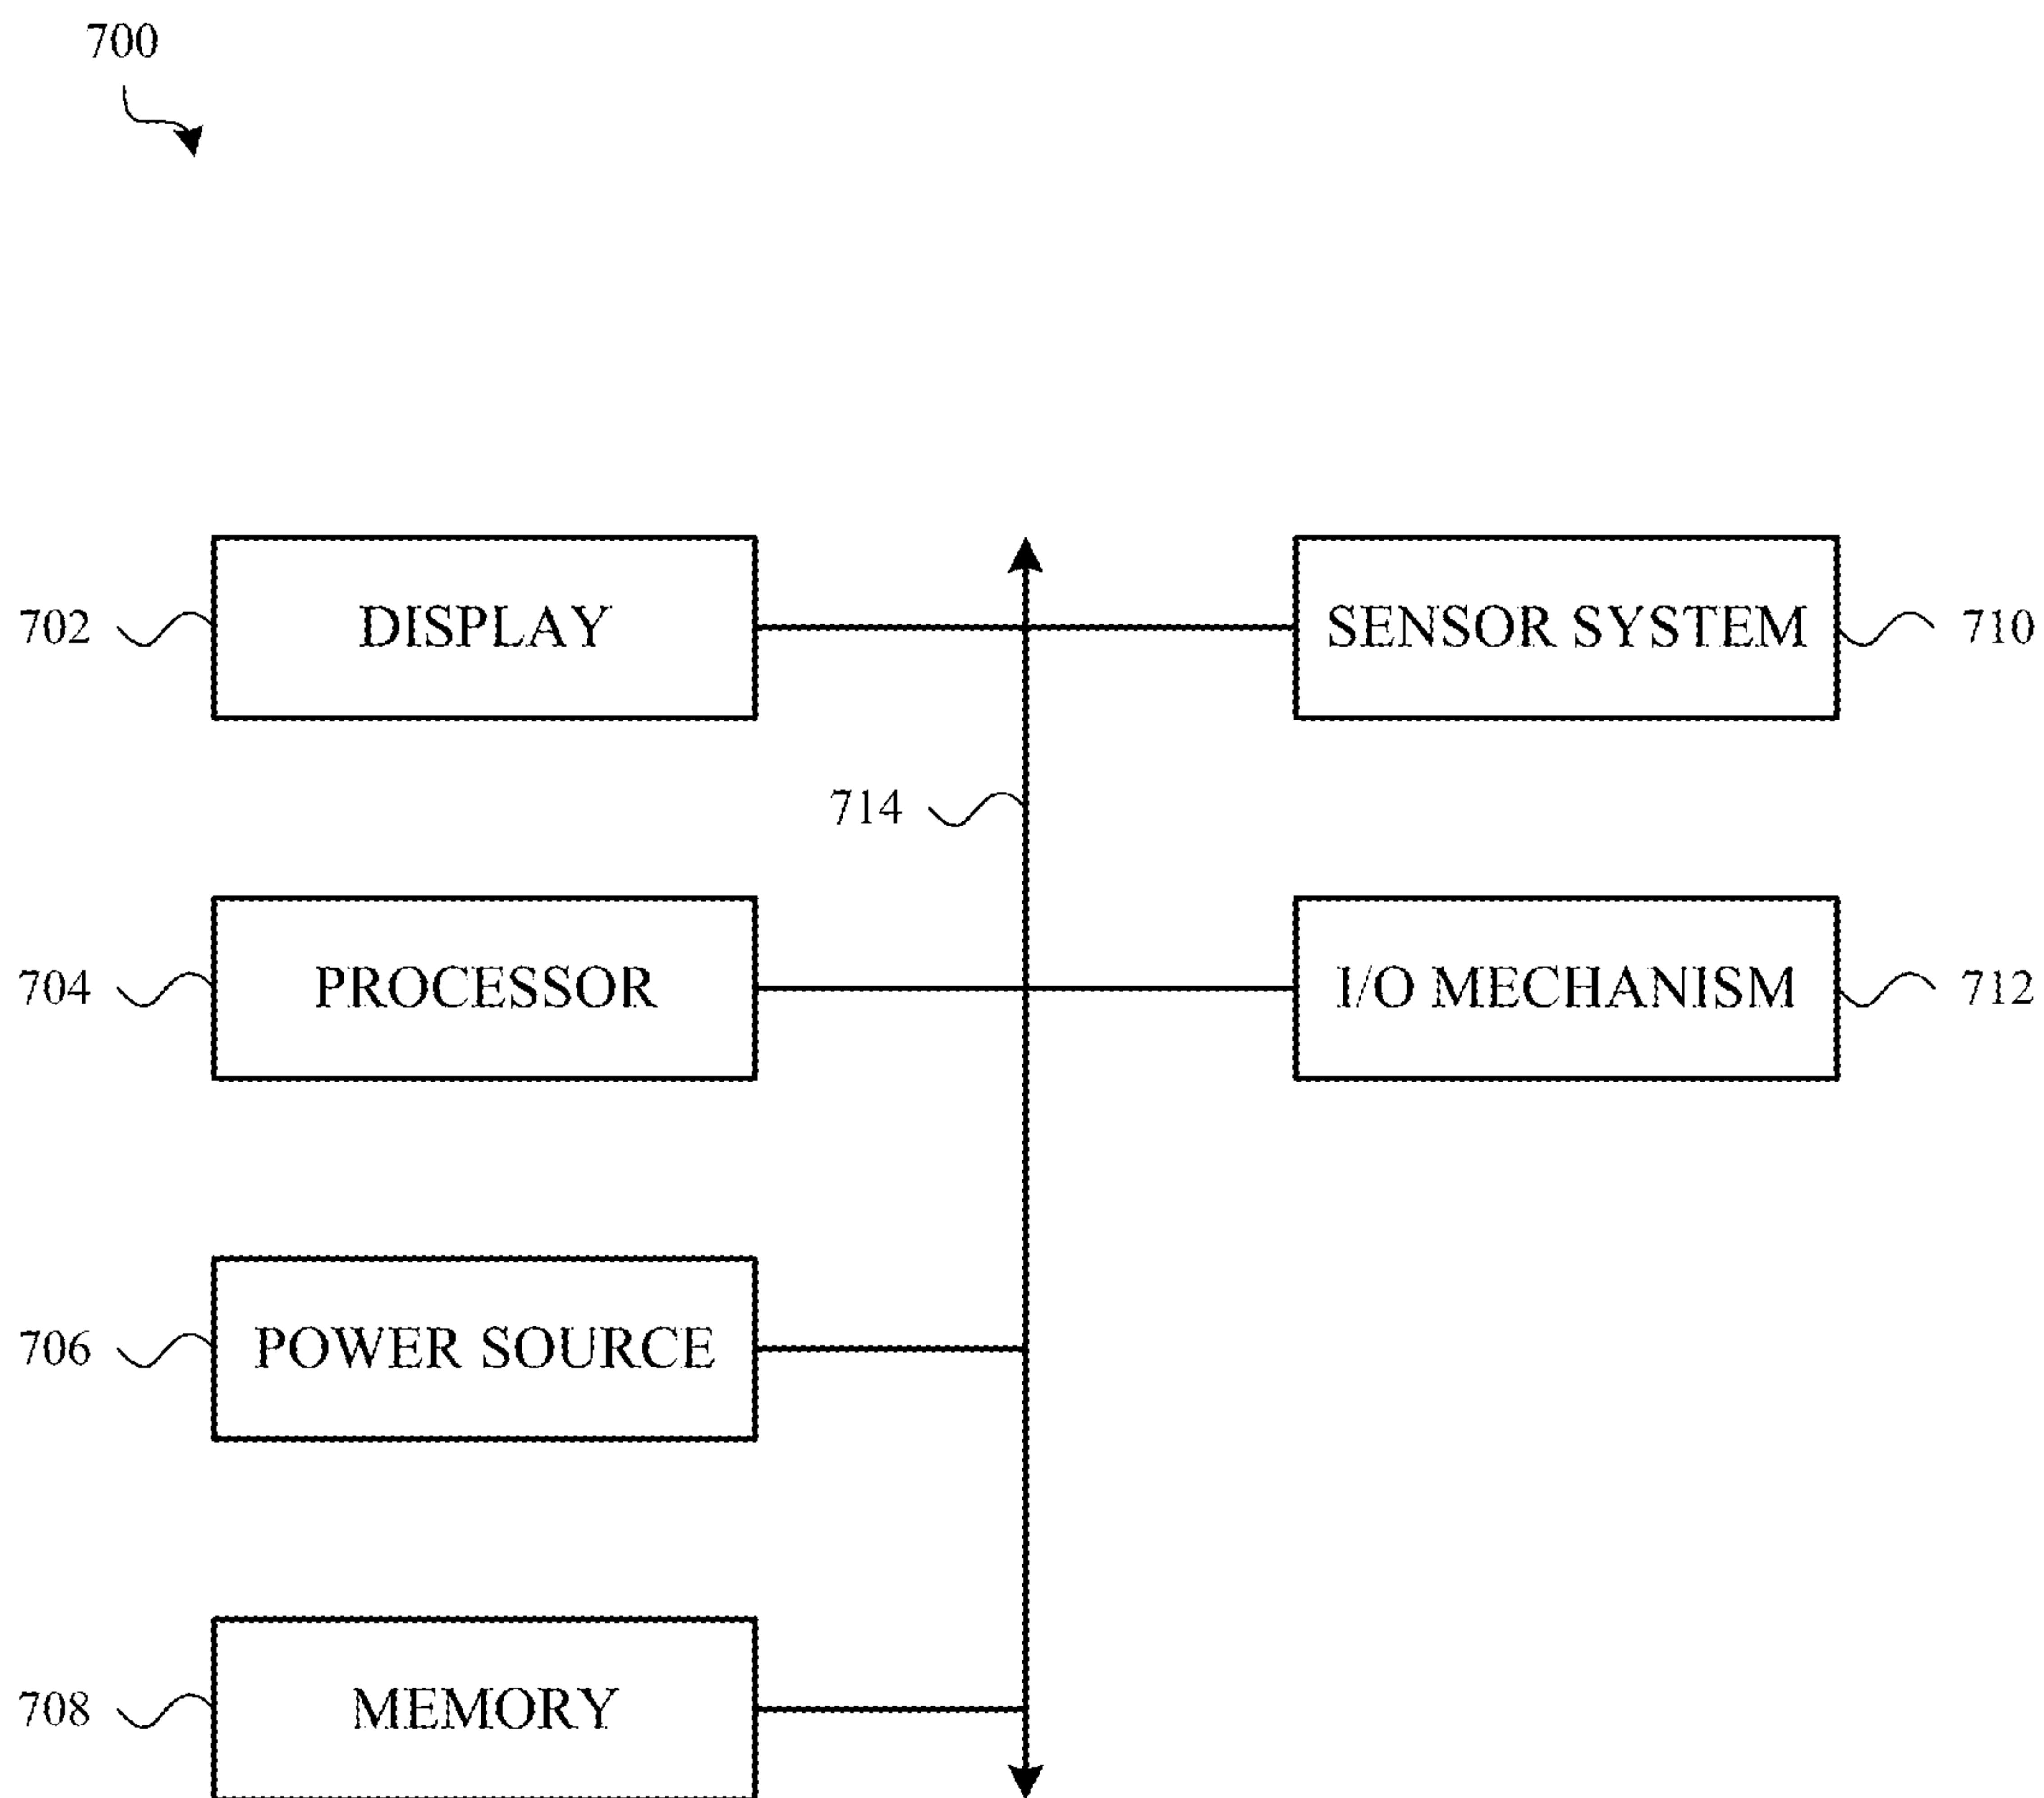 700
702 DISPLAY SENSOR SYSTEM 710
714
704 PROCESSOR I/O MECHANISM 712
706 POWER SOURCE
708 MEMORY